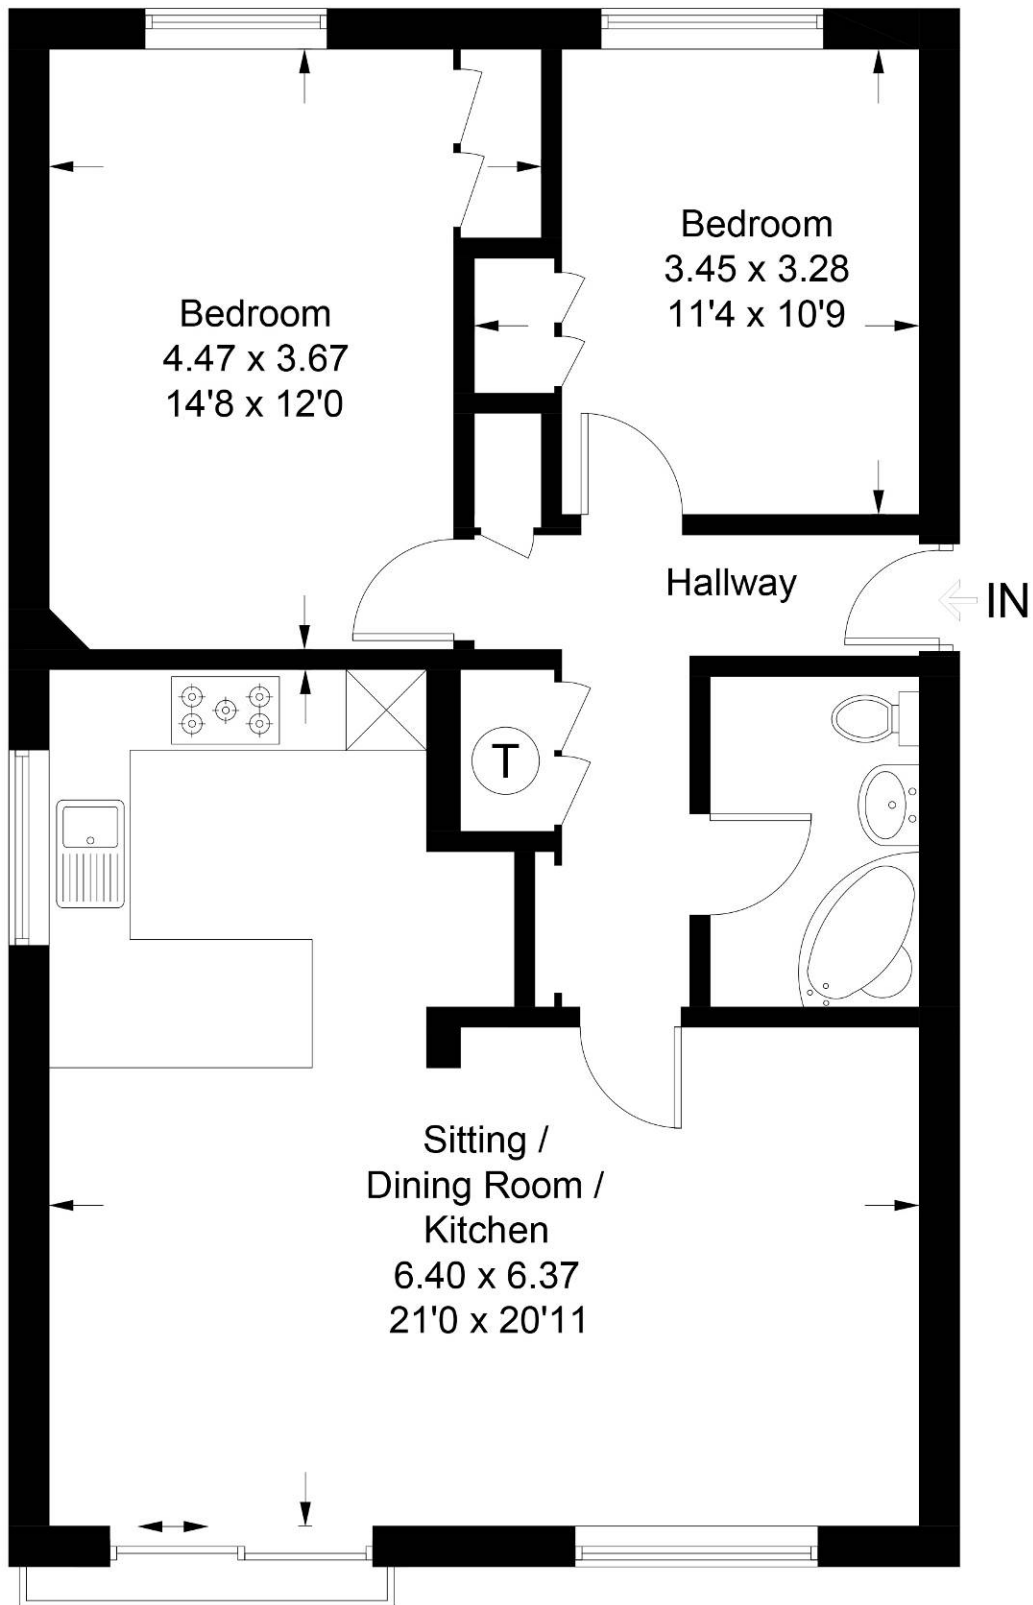 Bedroom
3.45 x 3.28
11'4 x 10'9
Bedroom
4.47 x 3.67
14'8 x 12'0
Hallway
IN
T
Sitting /
Dining Room /
Kitchen
6.40 x 6.37
21'0 x 20'11